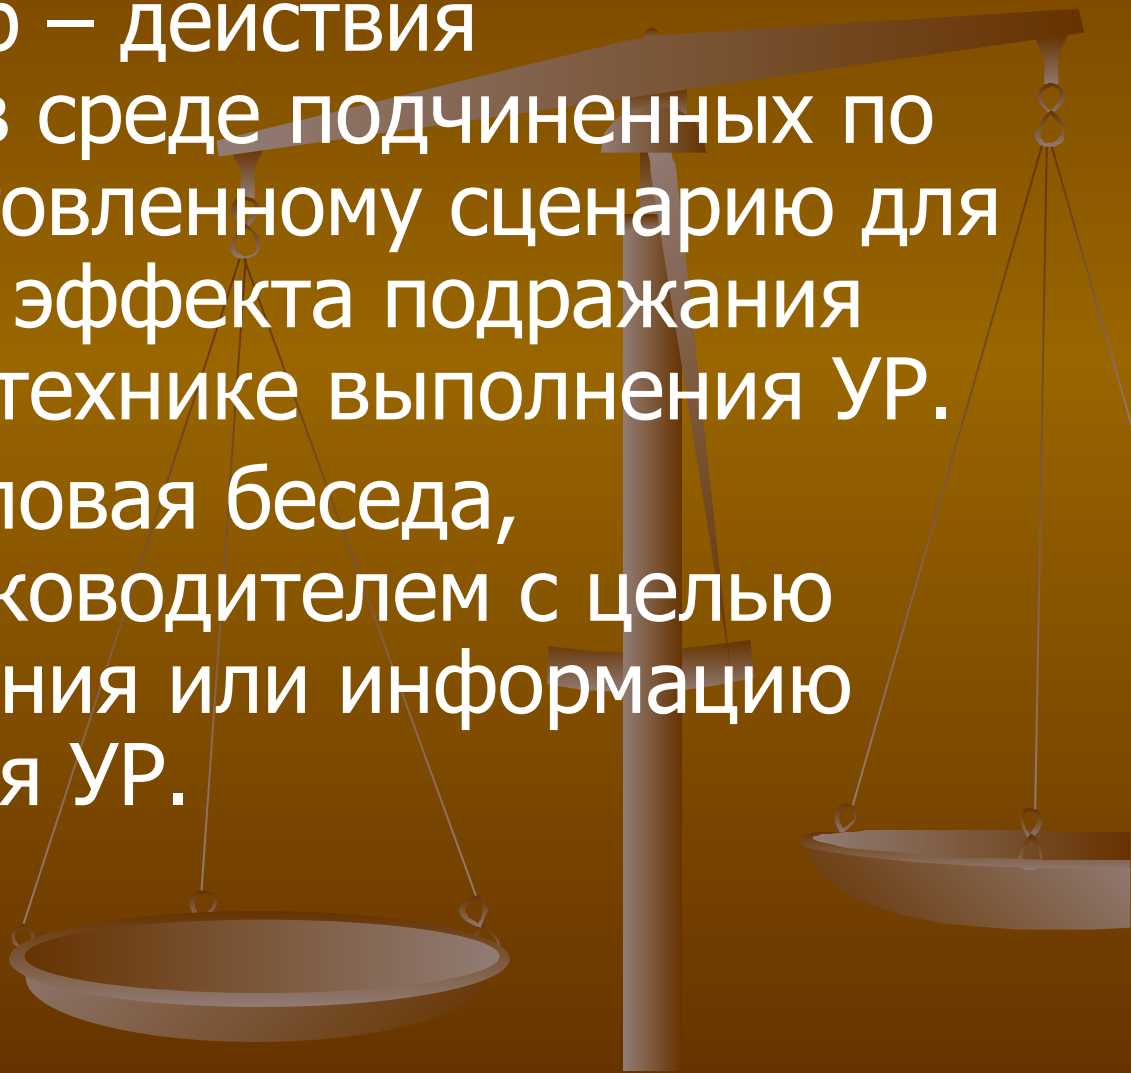 – действия
среде подчиненных по
овленному сценарию для
эффекта подражания
технике выполнения УР.
овая беседа,
ководителем с целью
ния или информацию
я УР.